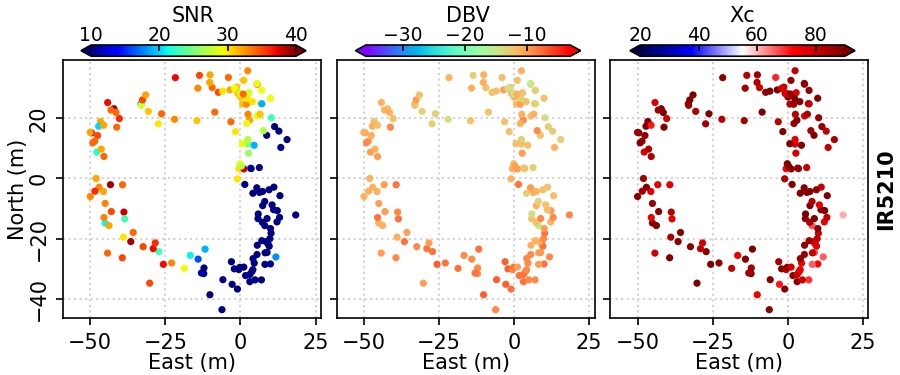 SNR DBV Xc
10 20 30 40 −30 −20 −10 20 40 60 80
20
0
−20
−40
North (m)
IR5210
−50 −25 0 25 −50 −25 0 25 −50 −25 0 25
East (m) East (m) East (m)